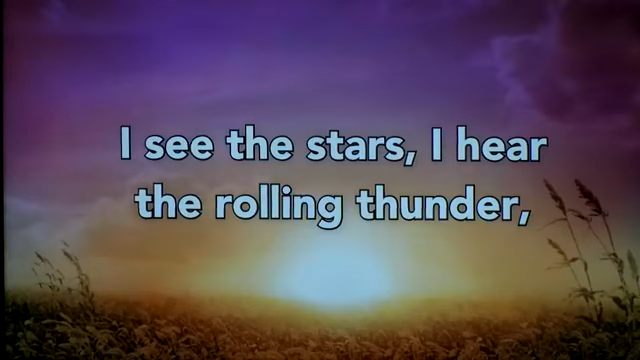 I see the stars, I hear
the rolling thunder,